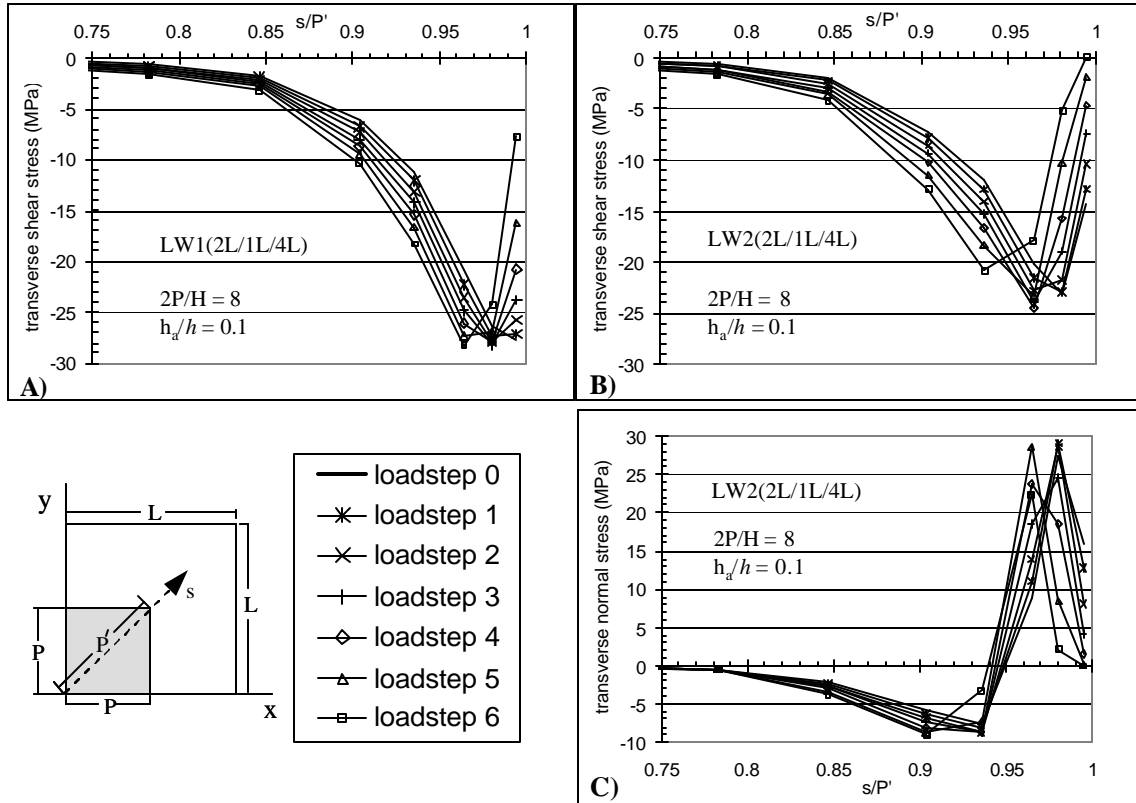 s/P'
0.75 0.8 0.85 0.9 0.95 1
0
-5
-10
-15
-20
-25
-30
transverse shear stress (MPa)
LW1(2L/1L/4L)
2P/H = 8
ha/h = 0.1
A)
s/P'
0.75 0.8 0.85 0.9 0.95 1
0
-5
-10
-15
-20
-25
-30
transverse shear stress (MPa)
LW2(2L/1L/4L)
2P/H = 8
ha/h = 0.1
B)
y
L
s
L
P'
P
P
x
loadstep 0
loadstep 1
loadstep 2
loadstep 3
loadstep 4
loadstep 5
loadstep 6
30
25
20
15
10
5
0
-5
-10
transverse normal stress (MPa)
LW2(2L/1L/4L)
2P/H = 8
ha/h = 0.1
0.75 0.8 0.85 0.9 0.95 1
s/P'
C)